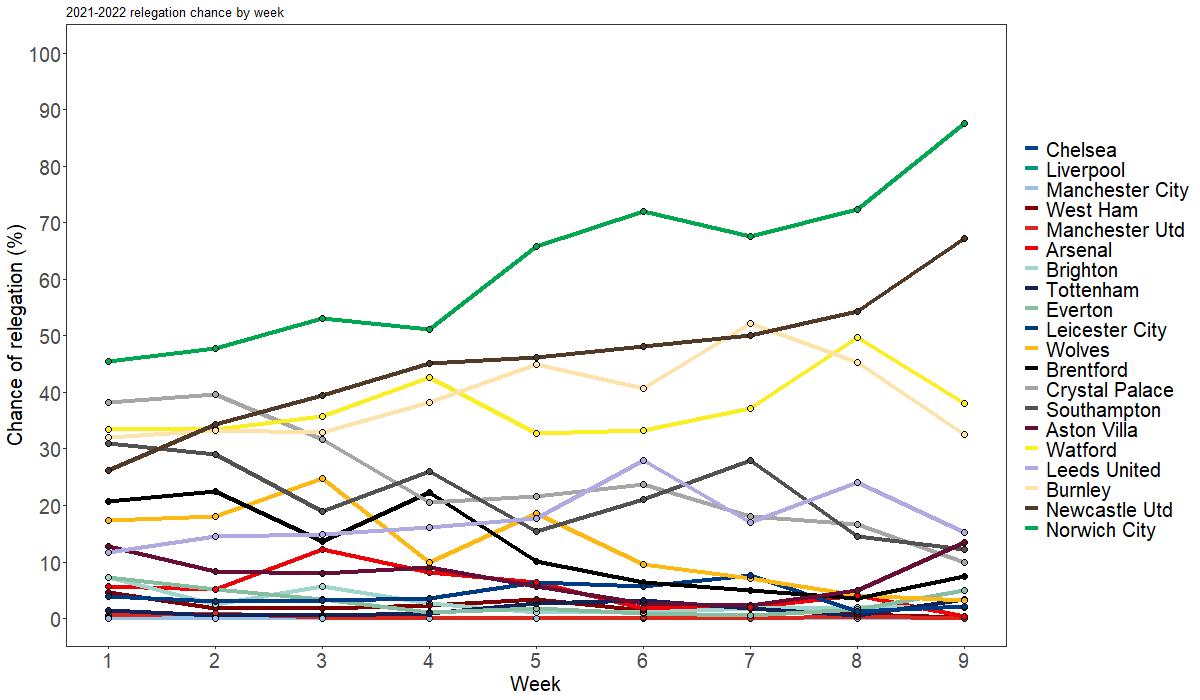 2021-2022 relegation chance by week
100
90
80
70
60
50
40
30
20
10
0
Chance of relegation (%)
1 2 3 4 5 6 7 8 9
Week
Chelsea
Liverpool
Manchester City
West Ham
Manchester Utd
Arsenal
Brighton
Tottenham
Everton
Leicester City
Wolves
Brentford
Crystal Palace
Southampton
Aston Villa
Watford
Leeds United
Burnley
Newcastle Utd
Norwich City